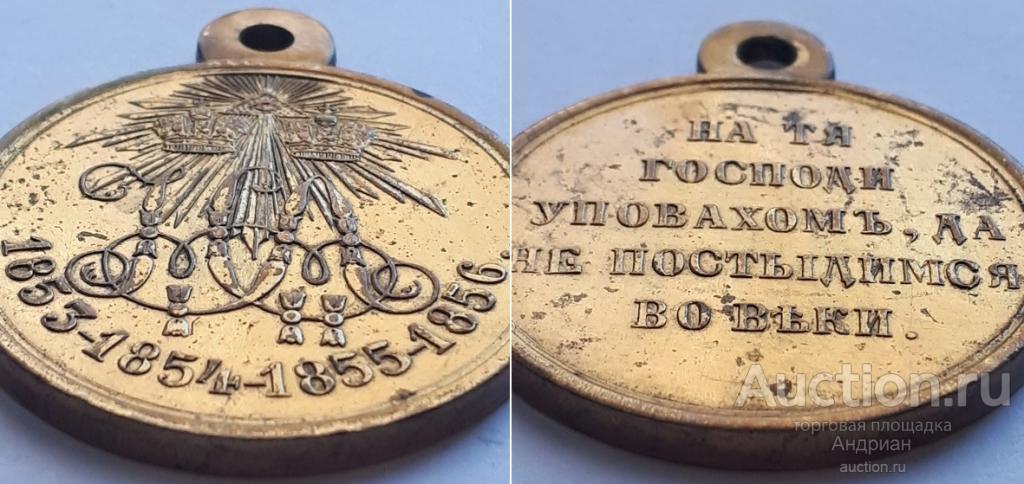 1853-1854-1855-1856.
НА ТЯ
ГОСПОДИ
УПОВАХОМЪ, ДА
НЕ ПОСТЫДИМСЯ
ВО ВѢКИ.
Auction.ru
торговая площадка
Андриан
auction.ru